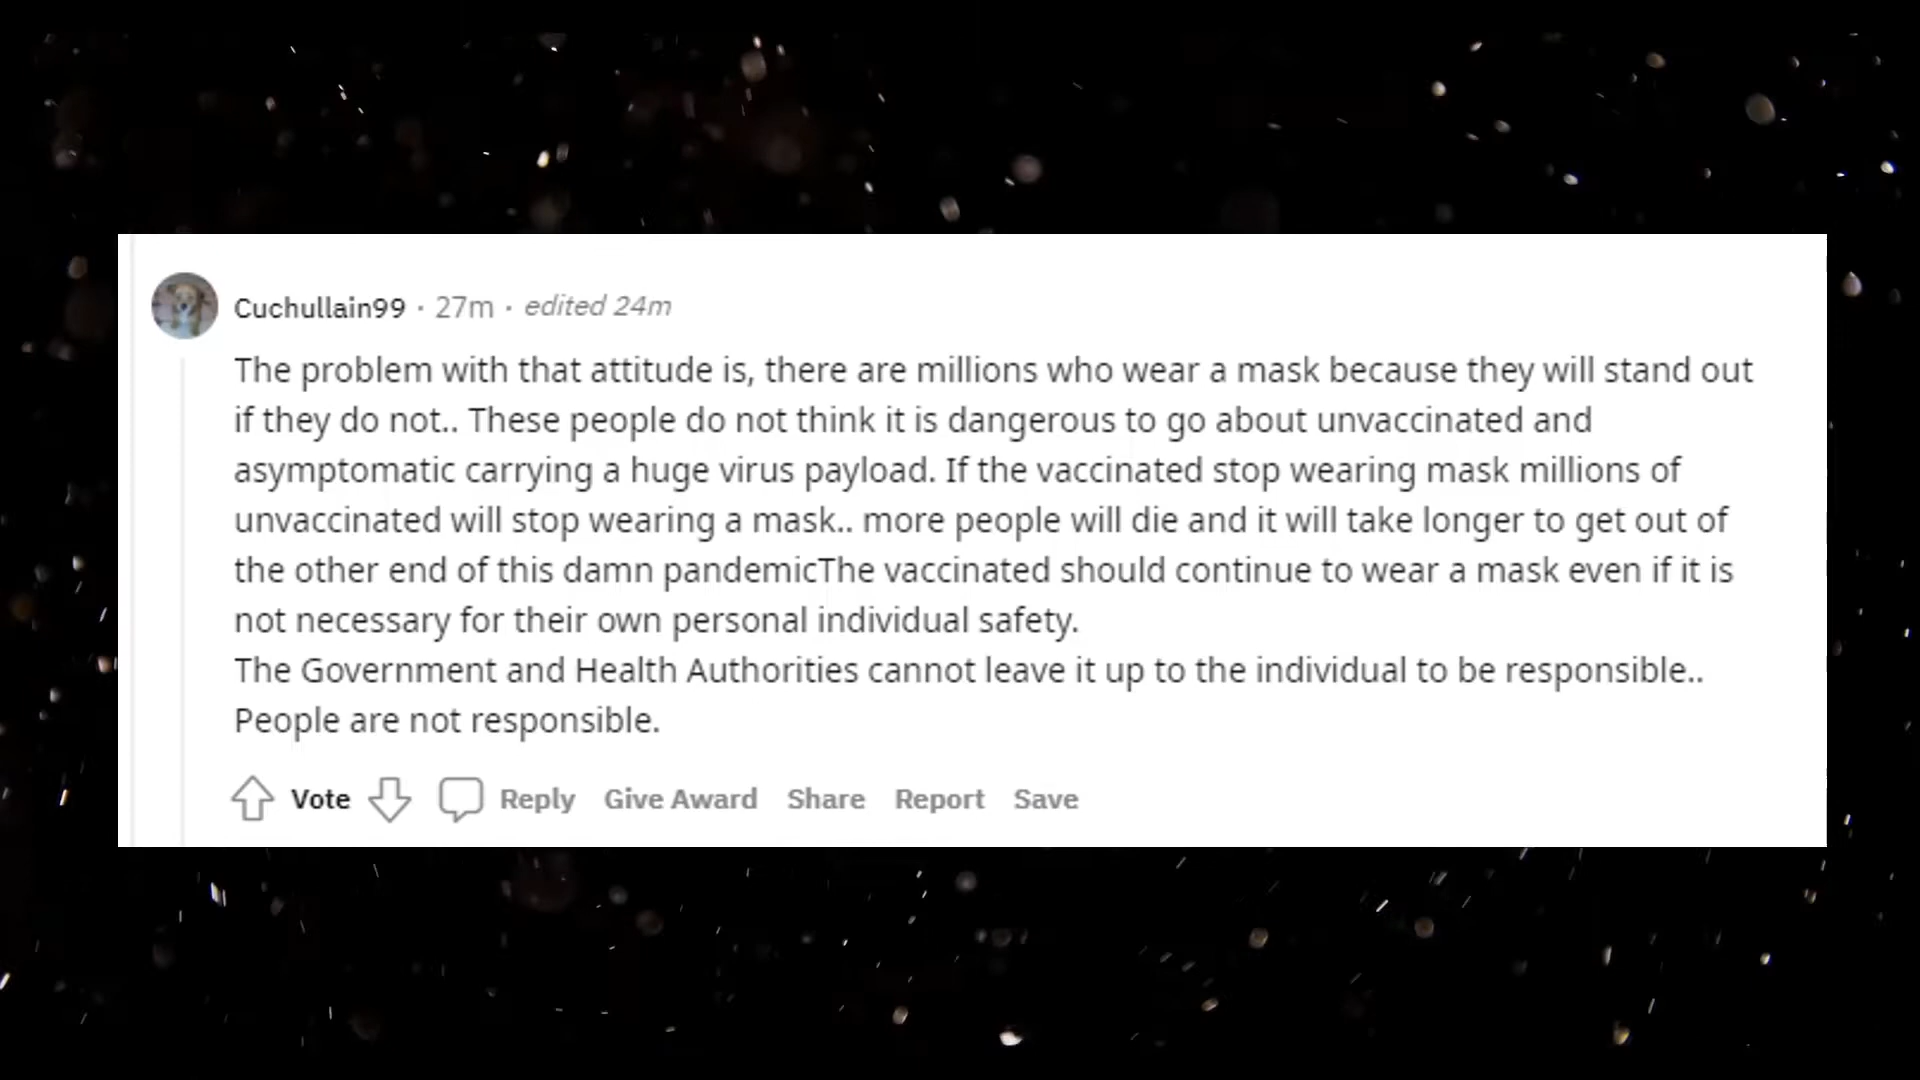 Cuchullain99 · 27m · edited 24m
The problem with that attitude is, there are millions who wear a mask because they will stand out
if they do not.. These people do not think it is dangerous to go about unvaccinated and
asymptomatic carrying a huge virus payload. If the vaccinated stop wearing mask millions of
unvaccinated will stop wearing a mask.. more people will die and it will take longer to get out of
the other end of this damn pandemicThe vaccinated should continue to wear a mask even if it is
not necessary for their own personal individual safety.
The Government and Health Authorities cannot leave it up to the individual to be responsible..
People are not responsible.
Vote Reply Give Award Share Report Save